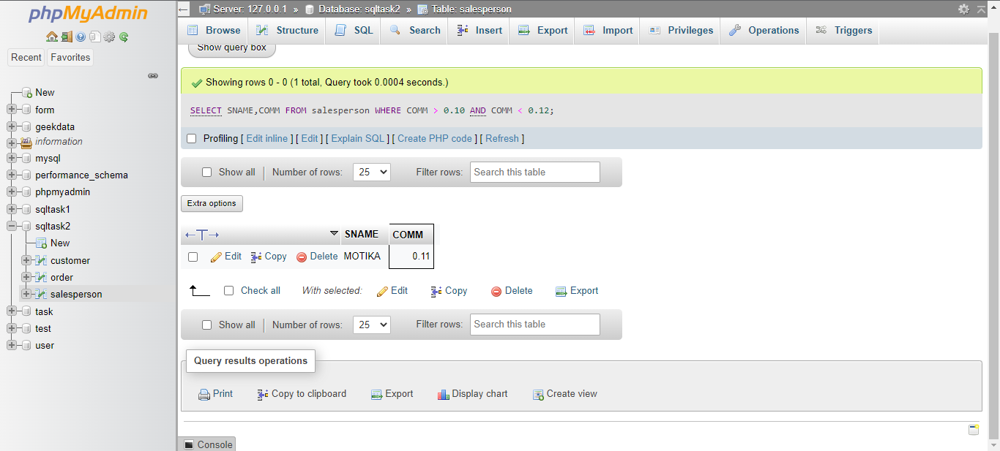 phpMyAdmin
Recent Favorites
New
form
geekdata
information
mysql
performance_schema
phpmyadmin
sqltask1
sqltask2
New
customer
order
salesperson
task
test
user
Server: 127.0.0.1 » Database: sqltask2 » Table: salesperson
Browse Structure SQL Search Insert Export Import Privileges Operations Triggers
Show query box
Showing rows 0 - 0 (1 total, Query took 0.0004 seconds.)
SELECT SNAME,COMM FROM salesperson WHERE COMM > 0.10 AND COMM < 0.12;
Profiling [ Edit inline ] [ Edit ] [ Explain SQL ] [ Create PHP code ] [ Refresh ]
Show all | Number of rows: 25 Filter rows: Search this table
Extra options
←T→ SNAME COMM
Edit Copy Delete MOTIKA 0.11
Check all With selected: Edit Copy Delete Export
Show all | Number of rows: 25 Filter rows: Search this table
Query results operations
Print Copy to clipboard Export Display chart Create view
Console